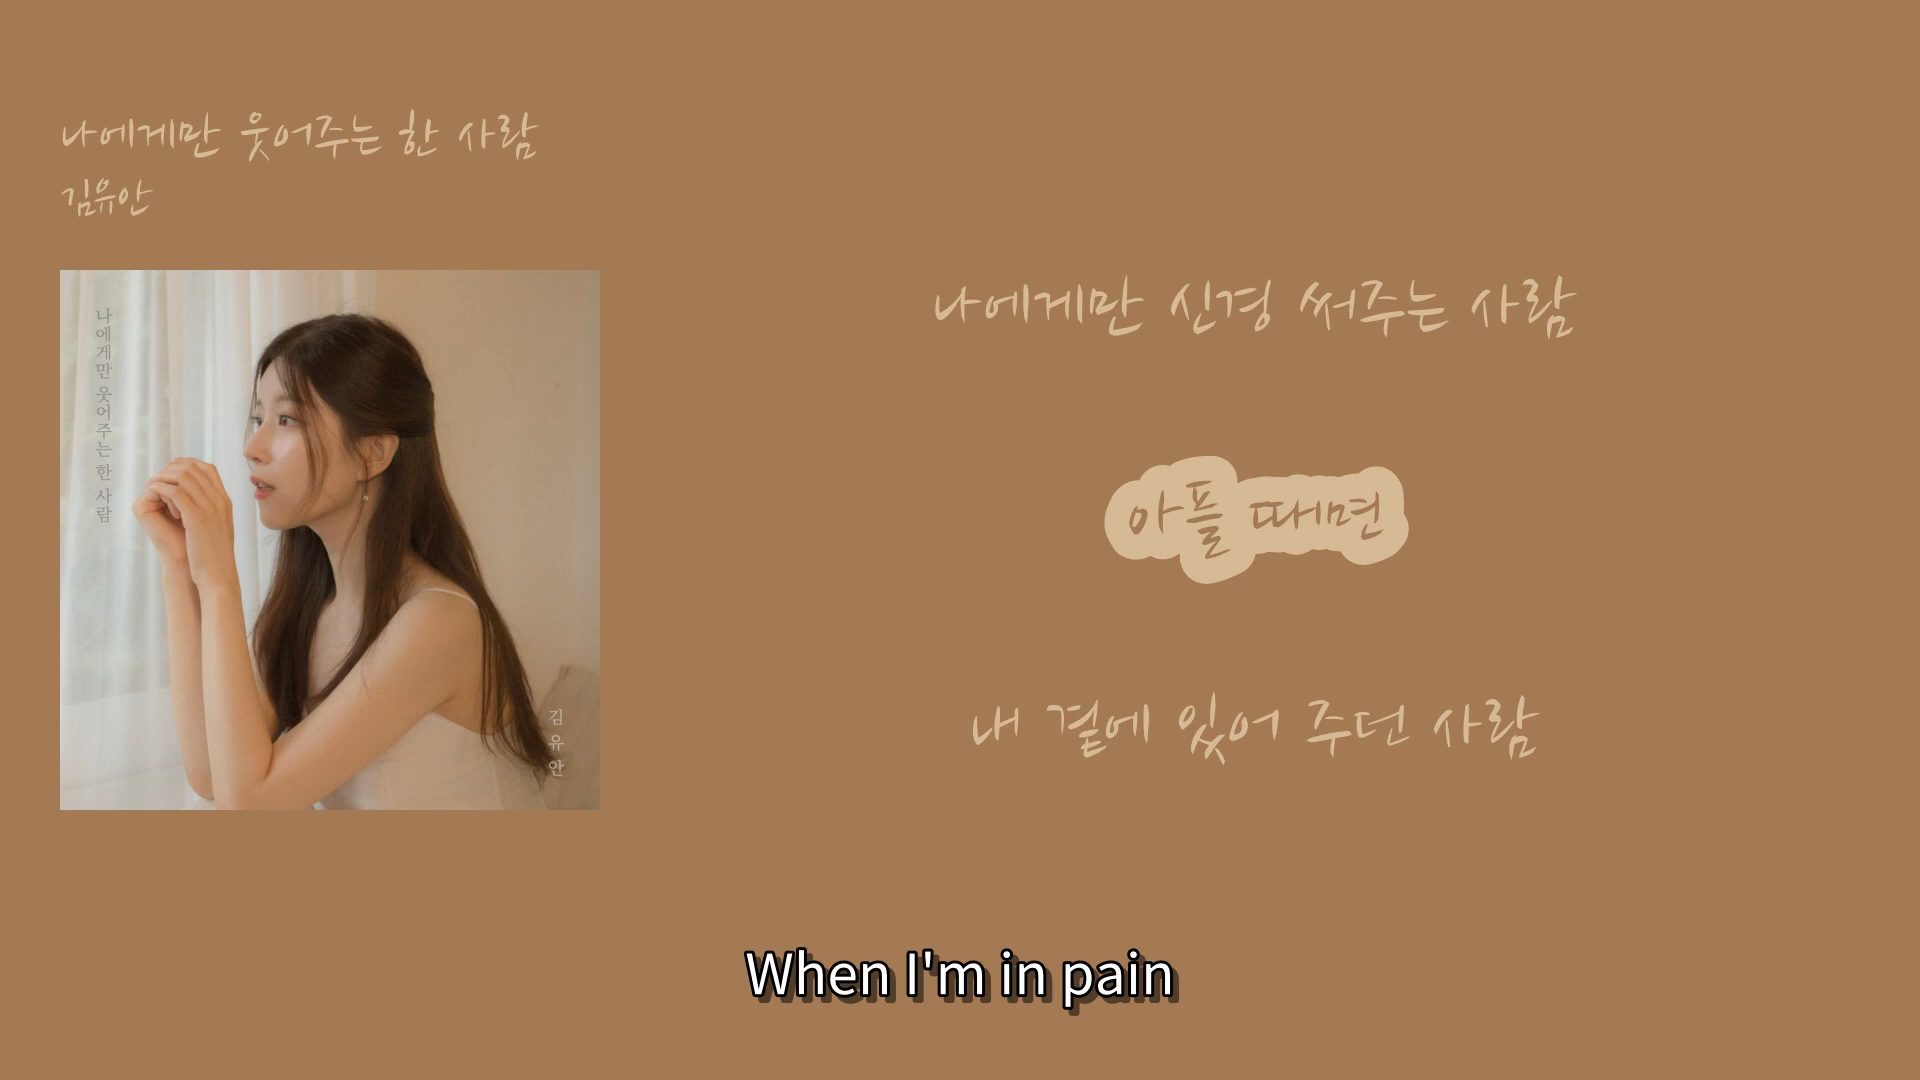 나에게만 웃어주는 한 사람
김유안
나에게만 웃어주는 한 사람
김유안
나에게만 신경 써주는 사람
아플 때면
내 곁에 있어 주던 사람
When I'm in pain